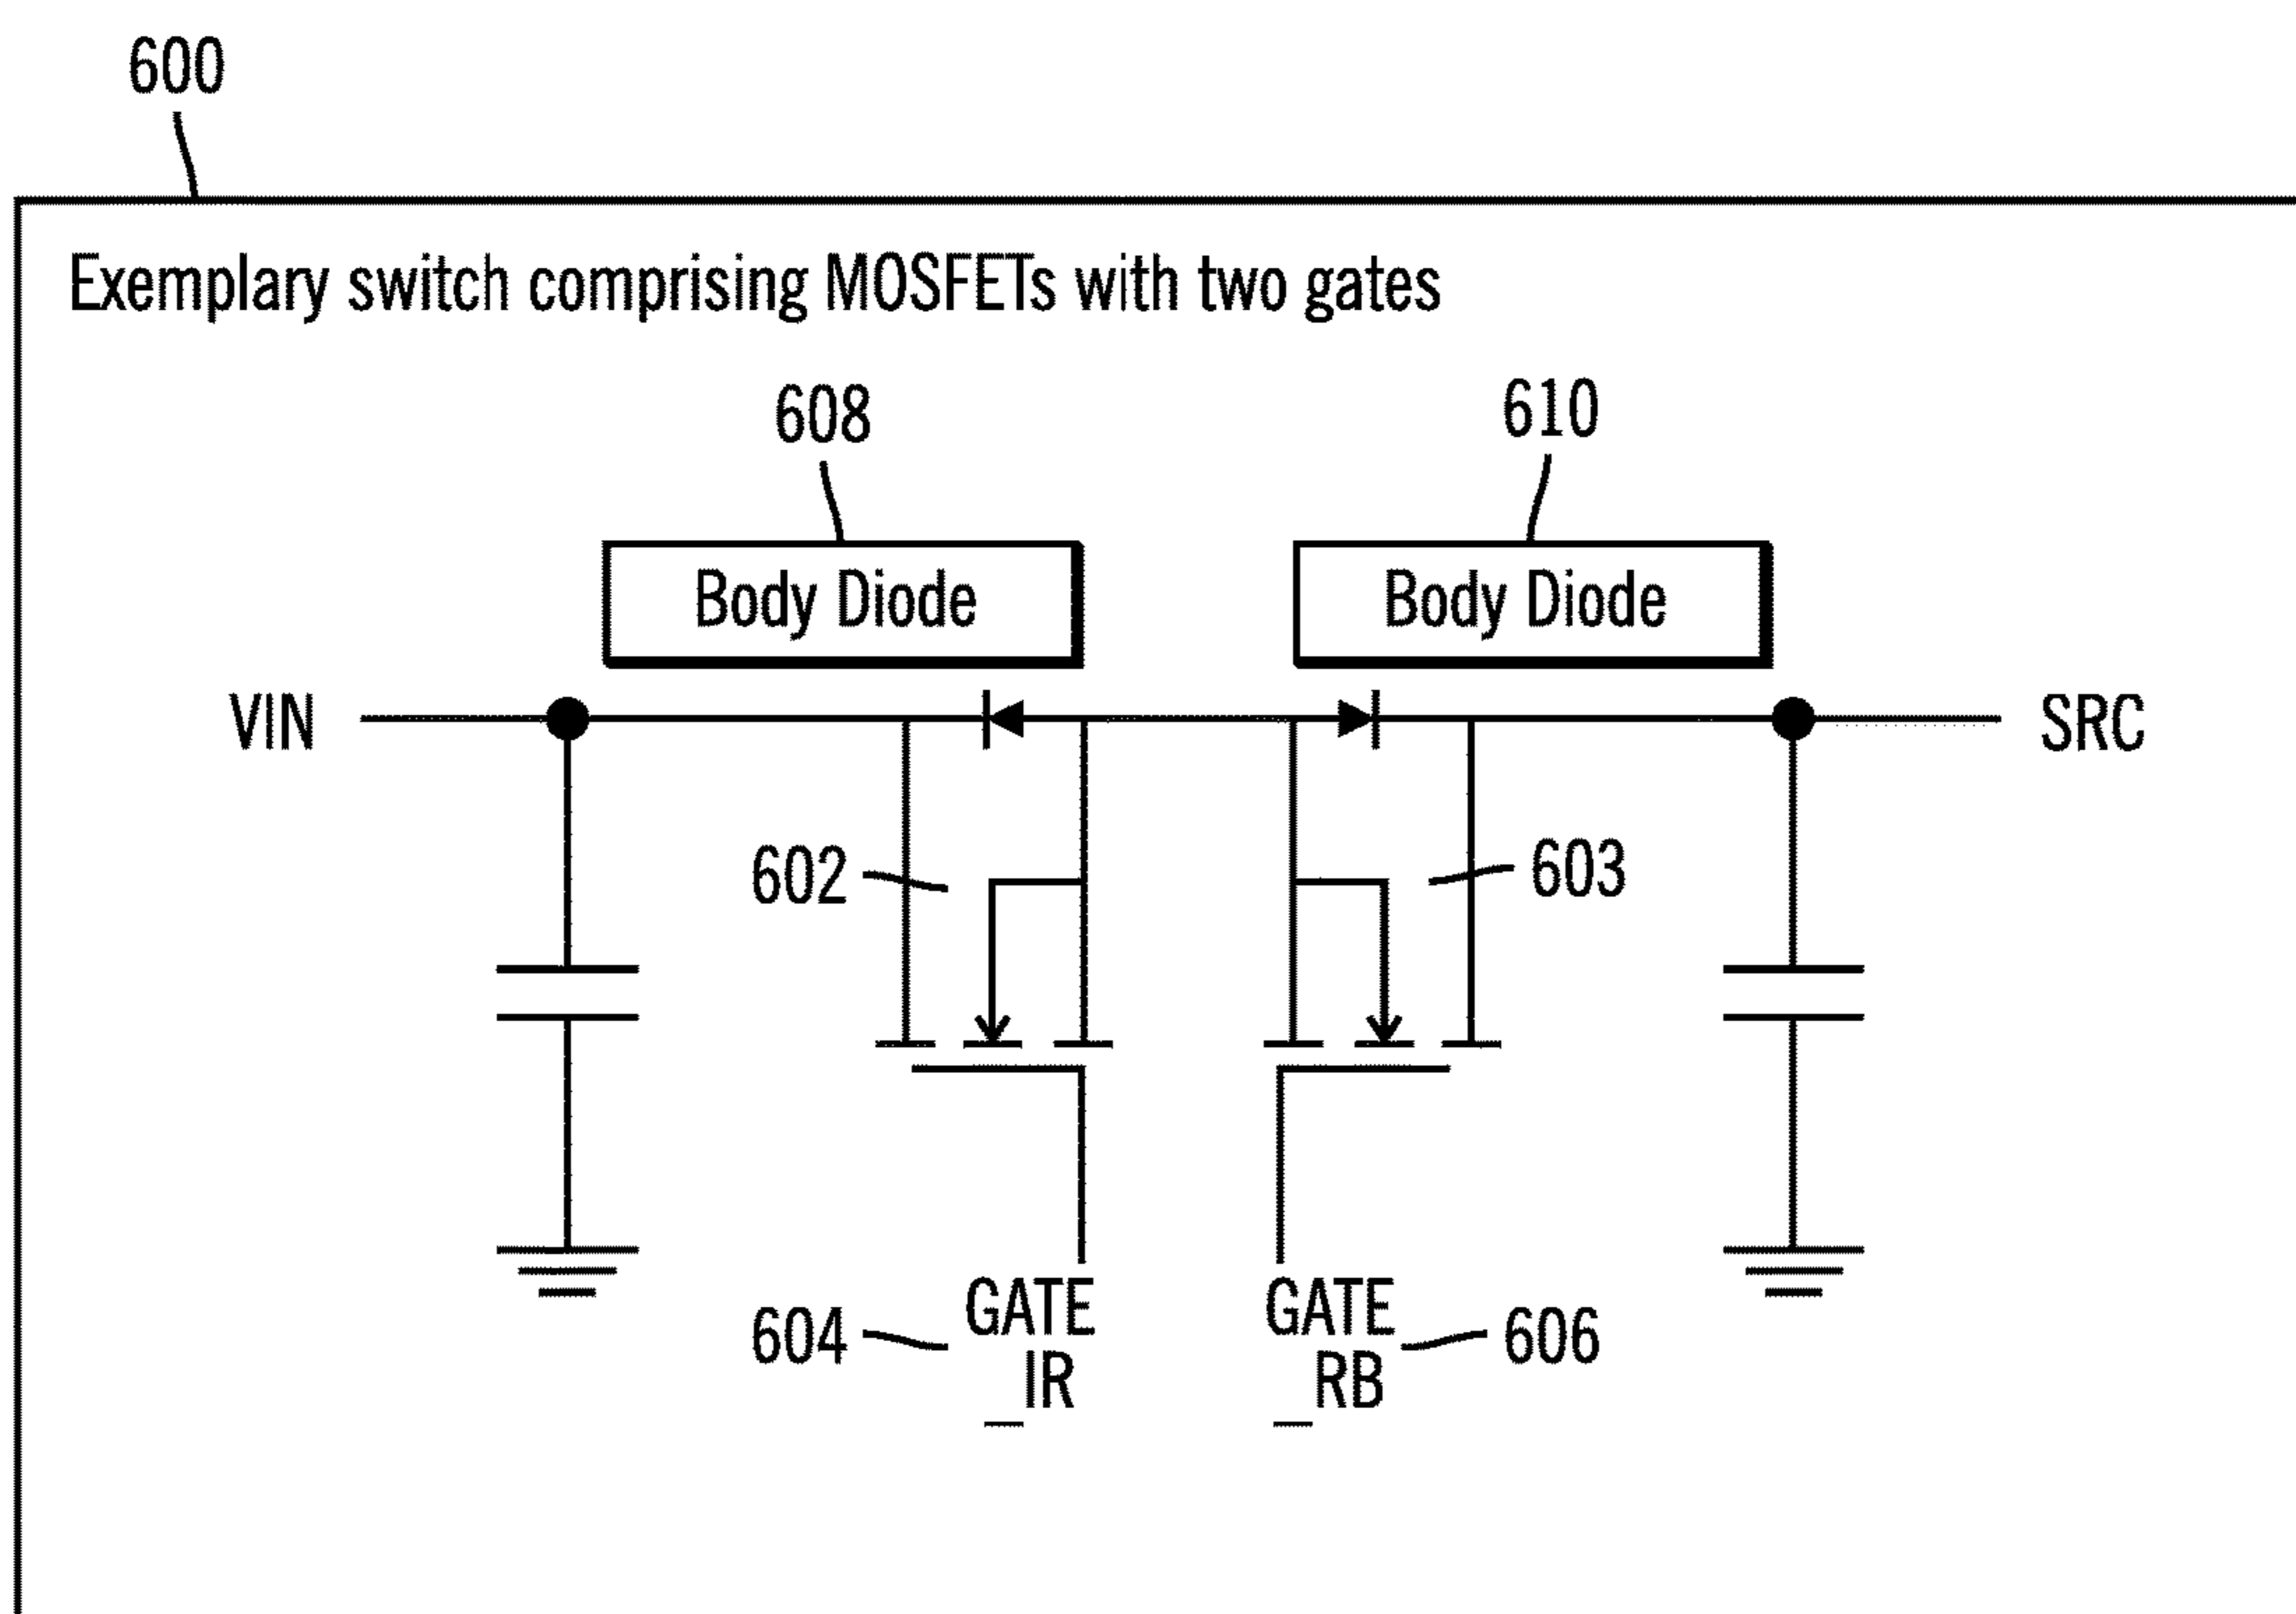 600
Exemplary switch comprising MOSFETs with two gates
608
610
Body Diode
Body Diode
VIN
SRC
602
603
GATE
_IR
GATE
_RB
604
606